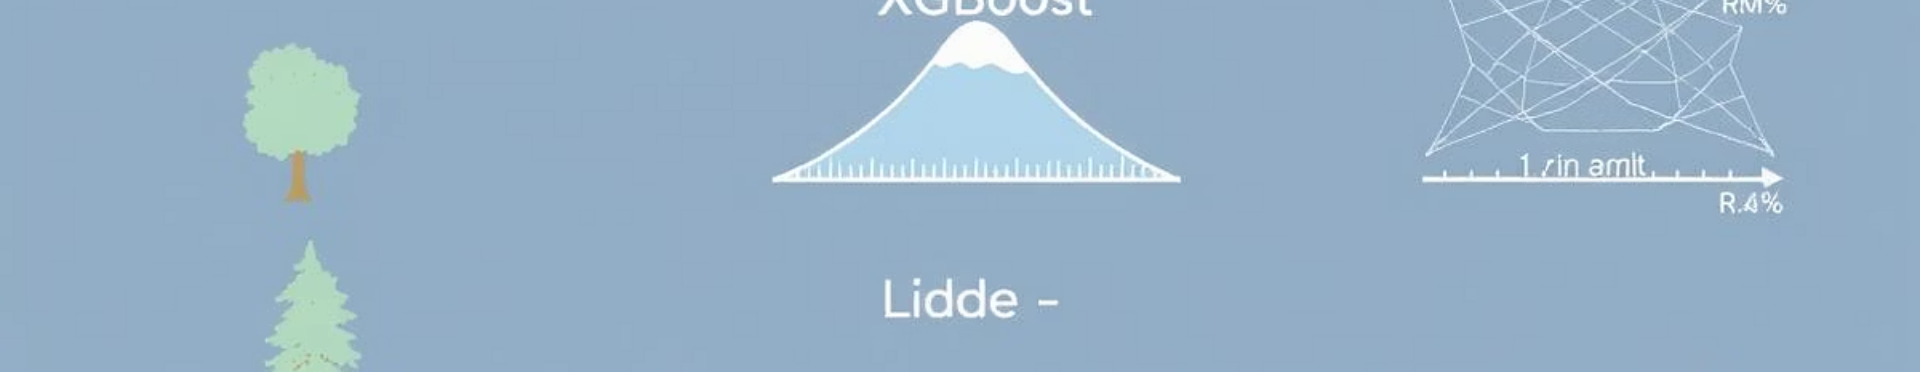 XGBoost
RM%
1 in amlt
R.4%
Lidde -